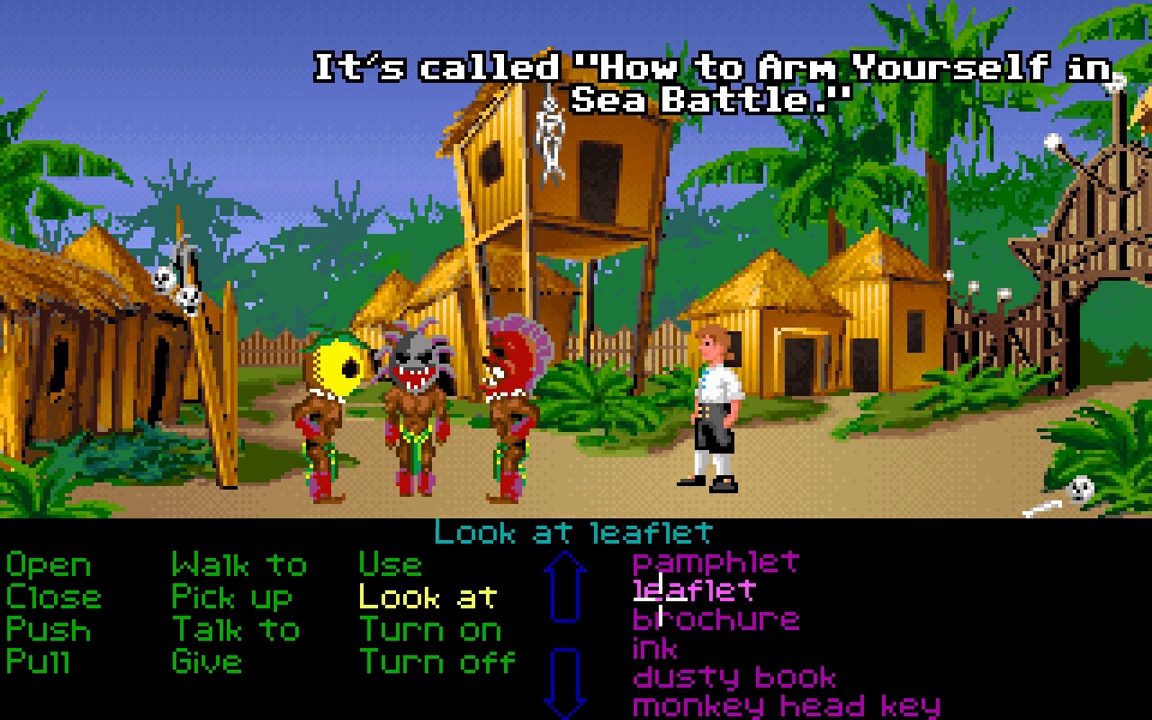 It's called "How to Arm Yourself in
Sea Battle."
Look at leaflet
Open Walk to Use pamphlet
Close Pick up Look at leaflet
Push Talk to Turn on brochure
Pull Give Turn off ink
dusty book
monkey head key